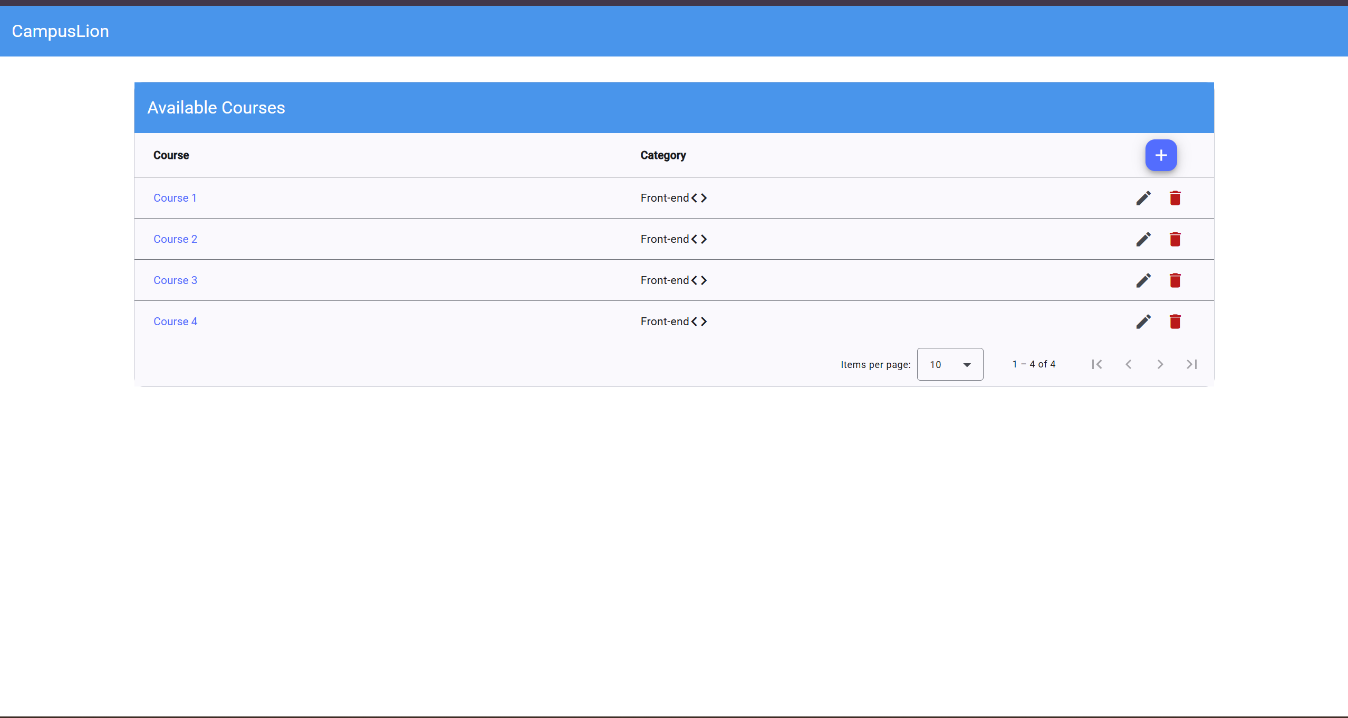 CampusLion
Available Courses
Course Category
Course 1 Front-end
Course 2 Front-end
Course 3 Front-end
Course 4 Front-end
Items per page: 10 1 – 4 of 4